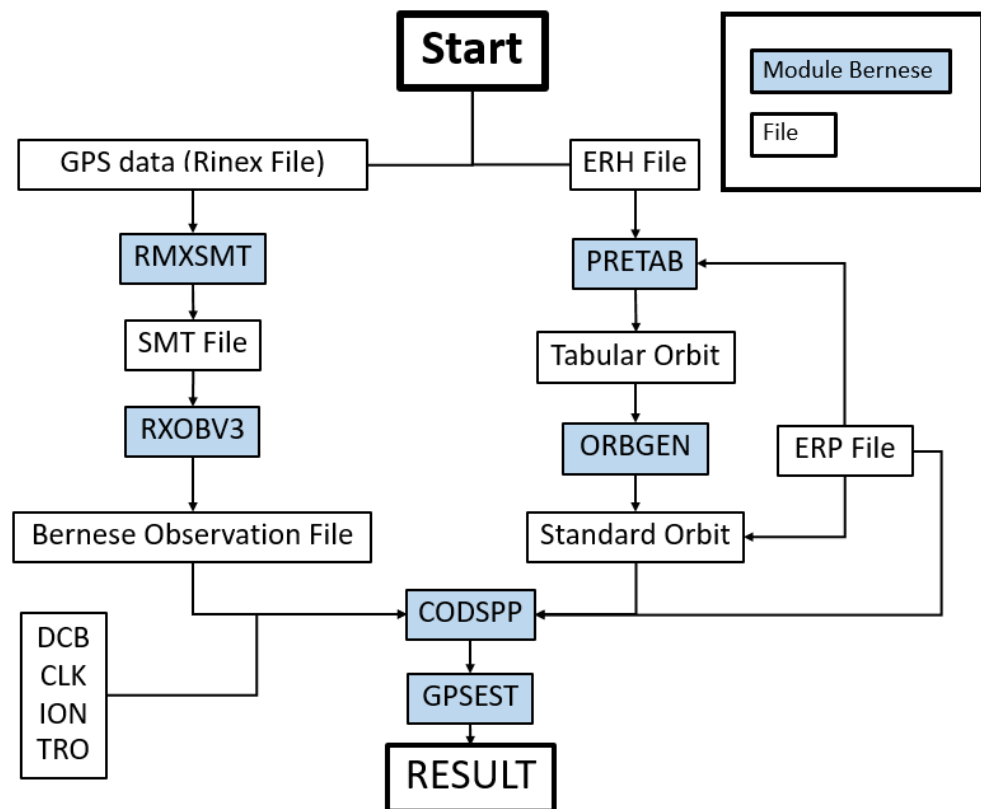 Start
Module Bernese
File
GPS data (Rinex File)
ERH File
RMXSMT
PRETAB
SMT File
Tabular Orbit
RXOBV3
ORBGEN
ERP File
Bernese Observation File
Standard Orbit
CODSPP
DCB
CLK
ION
TRO
GPSEST
RESULT